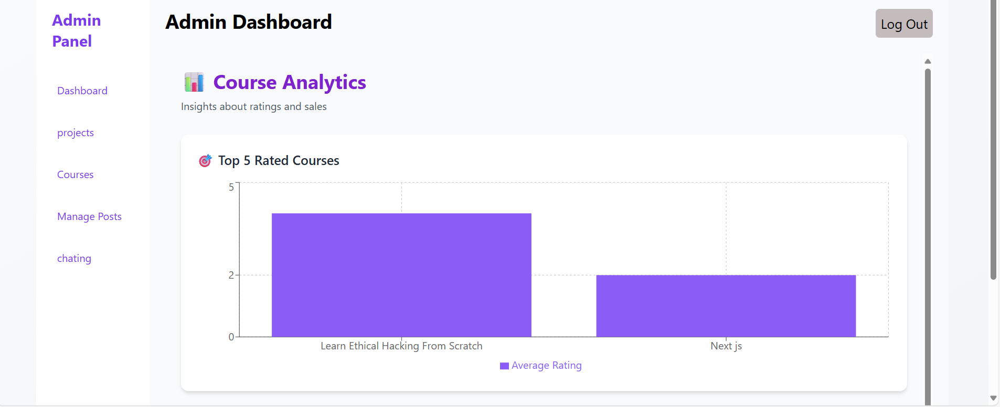 Admin
Panel
Dashboard
projects
Courses
Manage Posts
chating
Admin Dashboard
Log Out
Course Analytics
Insights about ratings and sales
Top 5 Rated Courses
5
2
0
Learn Ethical Hacking From Scratch
Next js
Average Rating